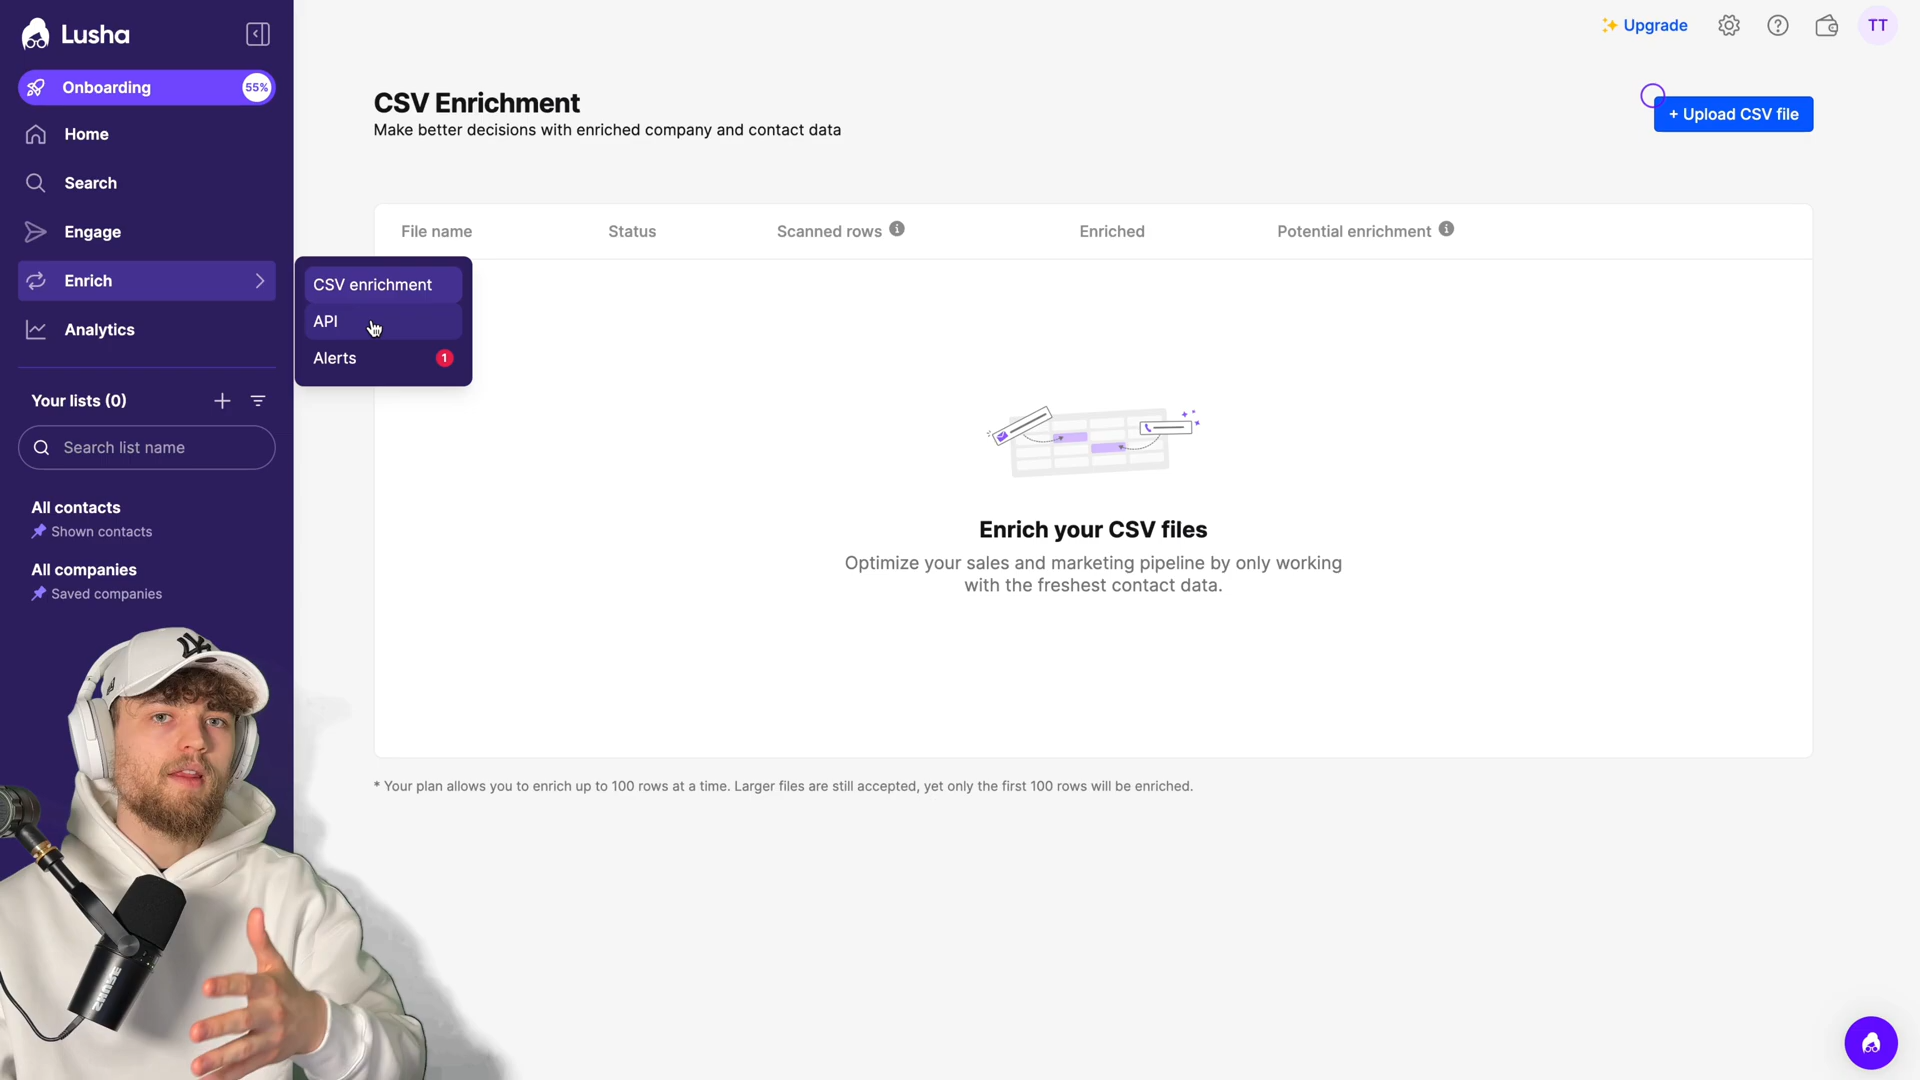 Lusha
Onboarding
55%
Home
Search
Engage
Enrich
Analytics
Your lists (0)
Search list name
All contacts
Shown contacts
All companies
Saved companies
CSV enrichment
API
Alerts
1
Upgrade
TT
CSV Enrichment
Make better decisions with enriched company and contact data
+ Upload CSV file
File name
Status
Scanned rows
Enriched
Potential enrichment
Enrich your CSV files
Optimize your sales and marketing pipeline by only working
with the freshest contact data.
* Your plan allows you to enrich up to 100 rows at a time. Larger files are still accepted, yet only the first 100 rows will be enriched.